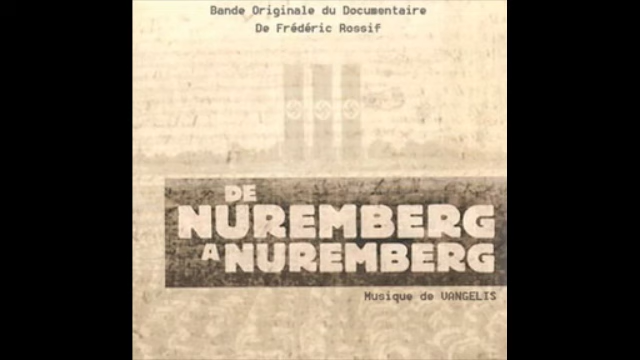 Bande Originale du Documentaire
De Frédéric Rossif
DE
NUREMBERG
A NUREMBERG
Musique de VANGELIS